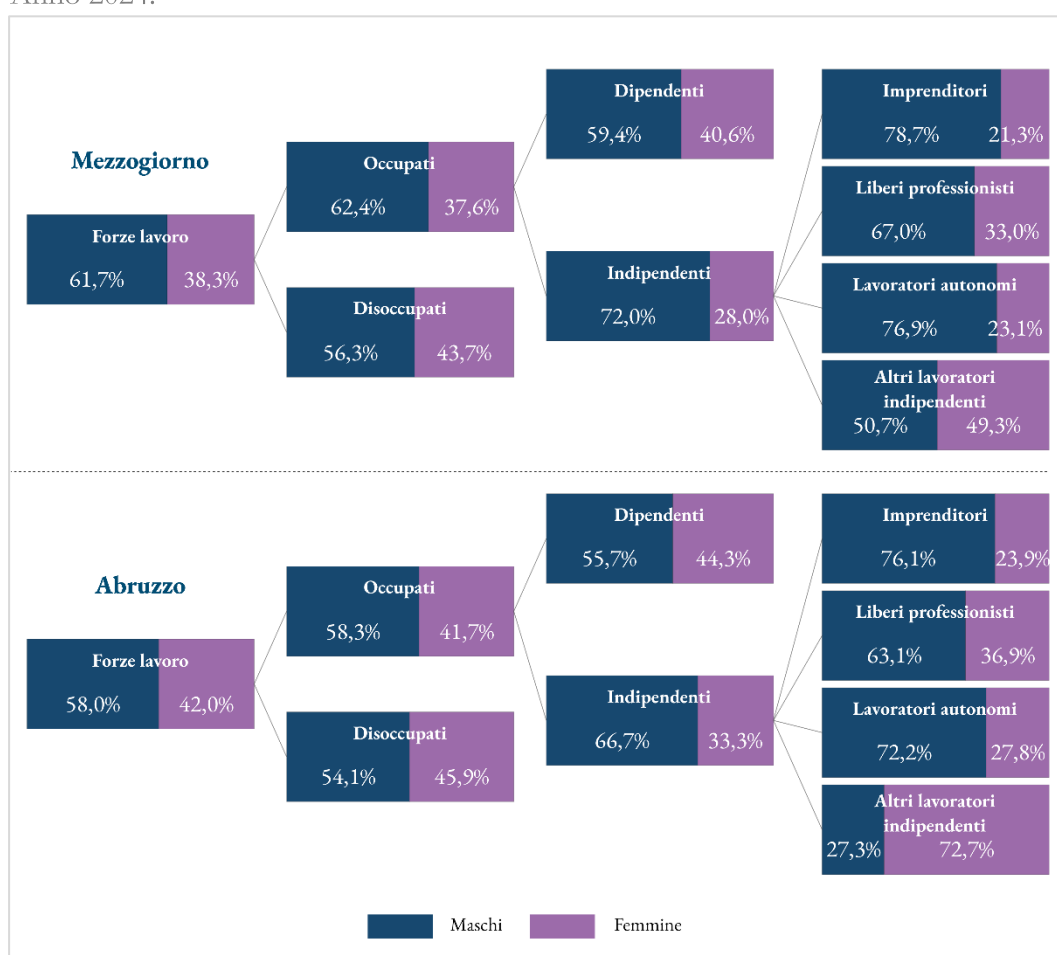 Anno 2024.
Mezzogiorno
Forze lavoro
61,7% 38,3%
Occupati
62,4% 37,6%
Disoccupati
56,3% 43,7%
Dipendenti
59,4% 40,6%
Indipendenti
72,0% 28,0%
Imprenditori
78,7% 21,3%
Liberi professionisti
67,0% 33,0%
Lavoratori autonomi
76,9% 23,1%
Altri lavoratori
indipendenti
50,7% 49,3%
Abruzzo
Forze lavoro
58,0% 42,0%
Occupati
58,3% 41,7%
Disoccupati
54,1% 45,9%
Dipendenti
55,7% 44,3%
Indipendenti
66,7% 33,3%
Imprenditori
76,1% 23,9%
Liberi professionisti
63,1% 36,9%
Lavoratori autonomi
72,2% 27,8%
Altri lavoratori
indipendenti
27,3% 72,7%
Maschi Femmine